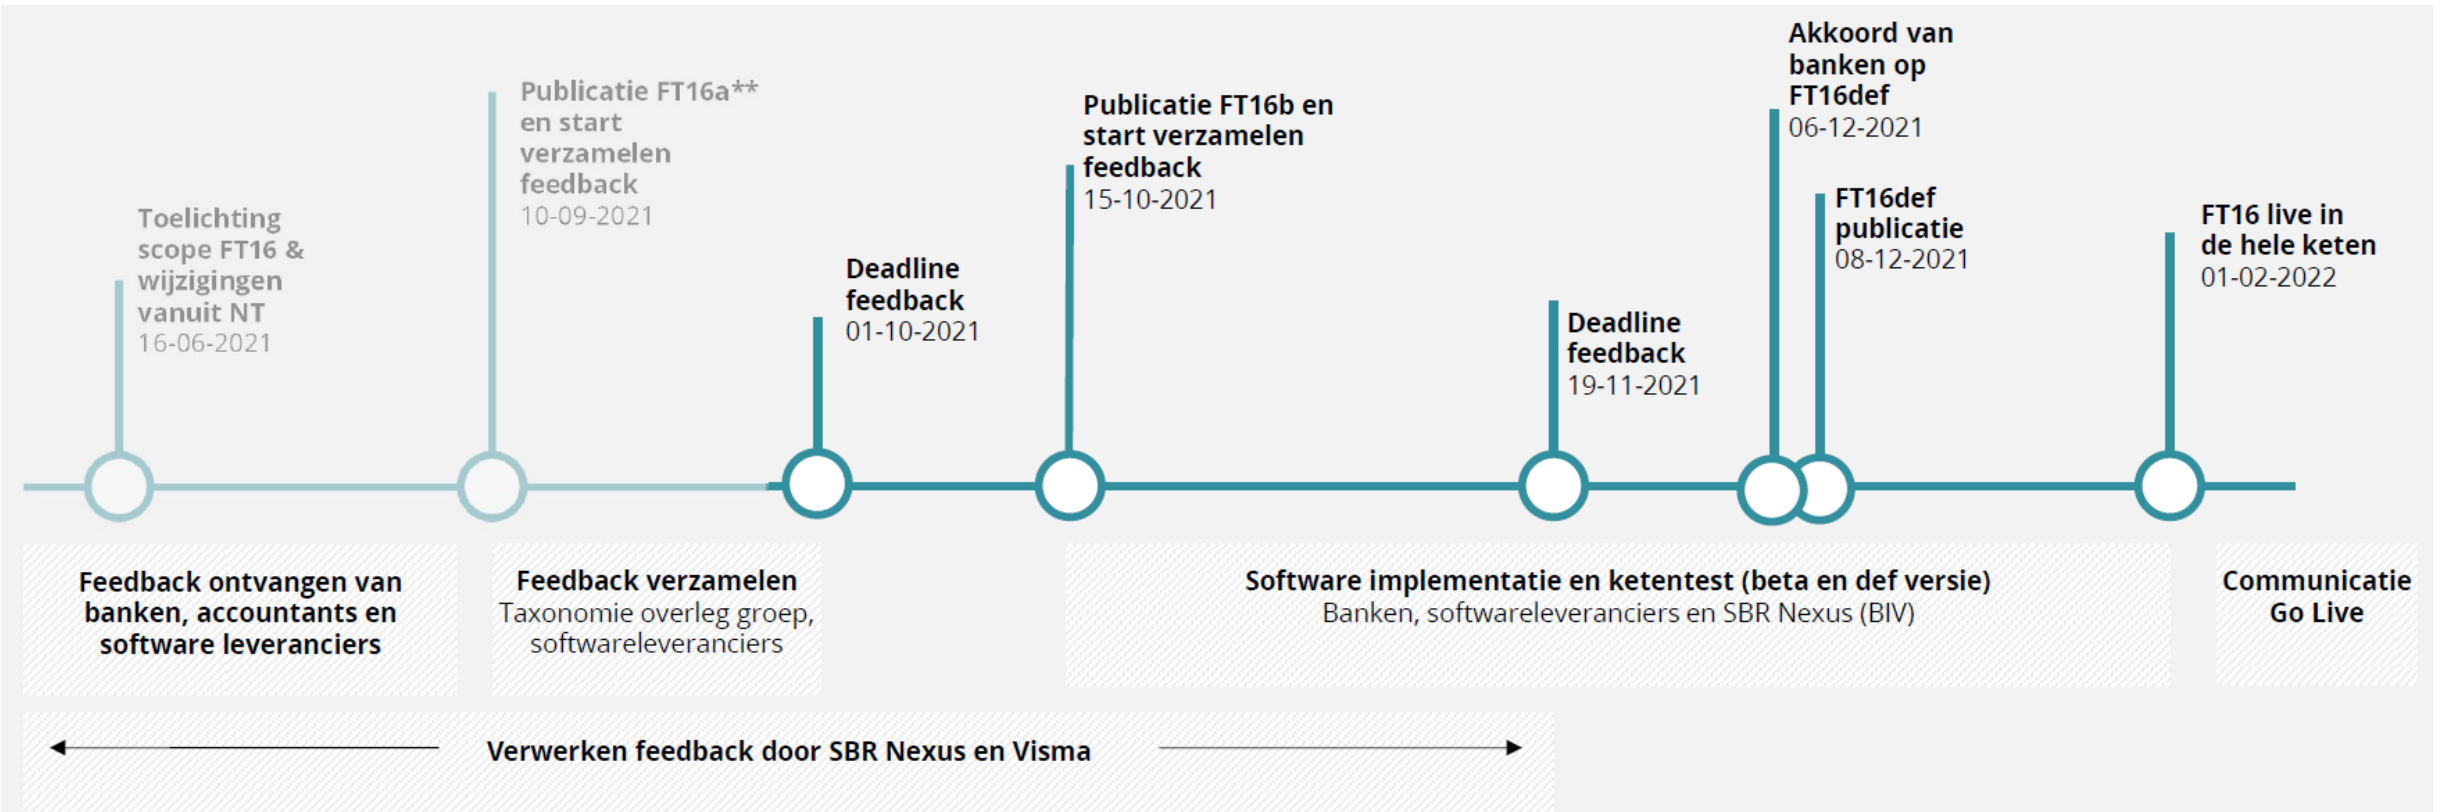 Toelichting
scope FT16 &
wijzigingen
vanuit NT
16-06-2021
Publicatie FT16a**
en start
verzamelen
feedback
10-09-2021
Deadline
feedback
01-10-2021
Publicatie FT16b en
start verzamelen
feedback
15-10-2021
Deadline
feedback
19-11-2021
Akkoord van
banken op
FT16def
06-12-2021
FT16def
publicatie
08-12-2021
FT16 live in
de hele keten
01-02-2022
Feedback ontvangen van
banken, accountants en
software leveranciers
Feedback verzamelen
Taxonomie overleg groep,
softwareleveranciers
Software implementatie en ketentest (beta en def versie)
Banken, softwareleveranciers en SBR Nexus (BIV)
Communicatie
Go Live
Verwerken feedback door SBR Nexus en Visma